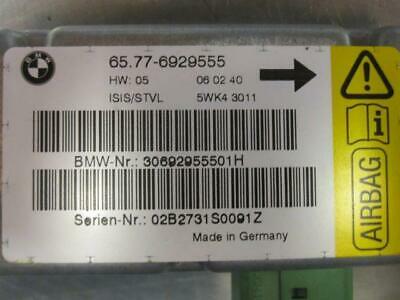 BMW
65.77-6929555
HW: 05 06 02 40
ISIS/STVL 5WK4 3011
BMW-Nr.: 30692955501H
Serien-Nr.: 02B2731S0091Z
Made in Germany
AIRBAG